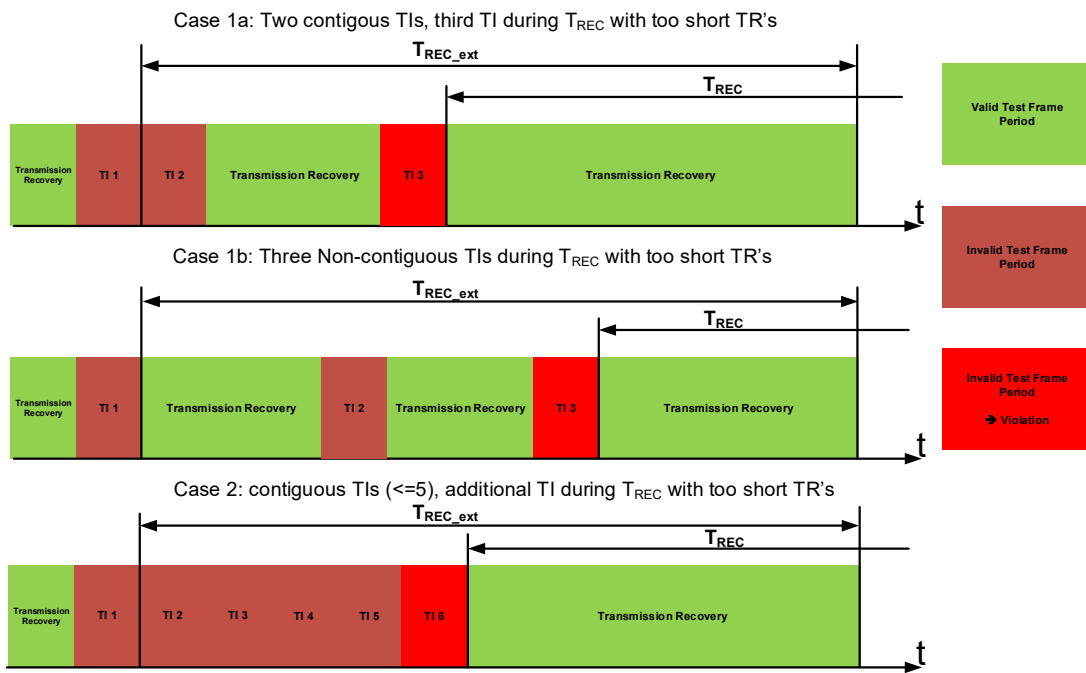 Case 1a: Two contigous TIs, third TI during TREC with too short TR's
TREC_ext
TREC
Transmission
Recovery
TI 1
TI 2
Transmission Recovery
TI 3
Transmission Recovery
t
Case 1b: Three Non-contiguous TIs during TREC with too short TR's
TREC_ext
TREC
Transmission
Recovery
TI 1
Transmission Recovery
TI 2
Transmission Recovery
TI 3
Transmission Recovery
t
Case 2: contiguous TIs (<=5), additional TI during TREC with too short TR's
TREC_ext
TREC
Transmission
Recovery
TI 1
TI 2
TI 3
TI 4
TI 5
TI 6
Transmission Recovery
t
Valid Test Frame
Period
Invalid Test Frame
Period
Invalid Test Frame
Period
➔ Violation